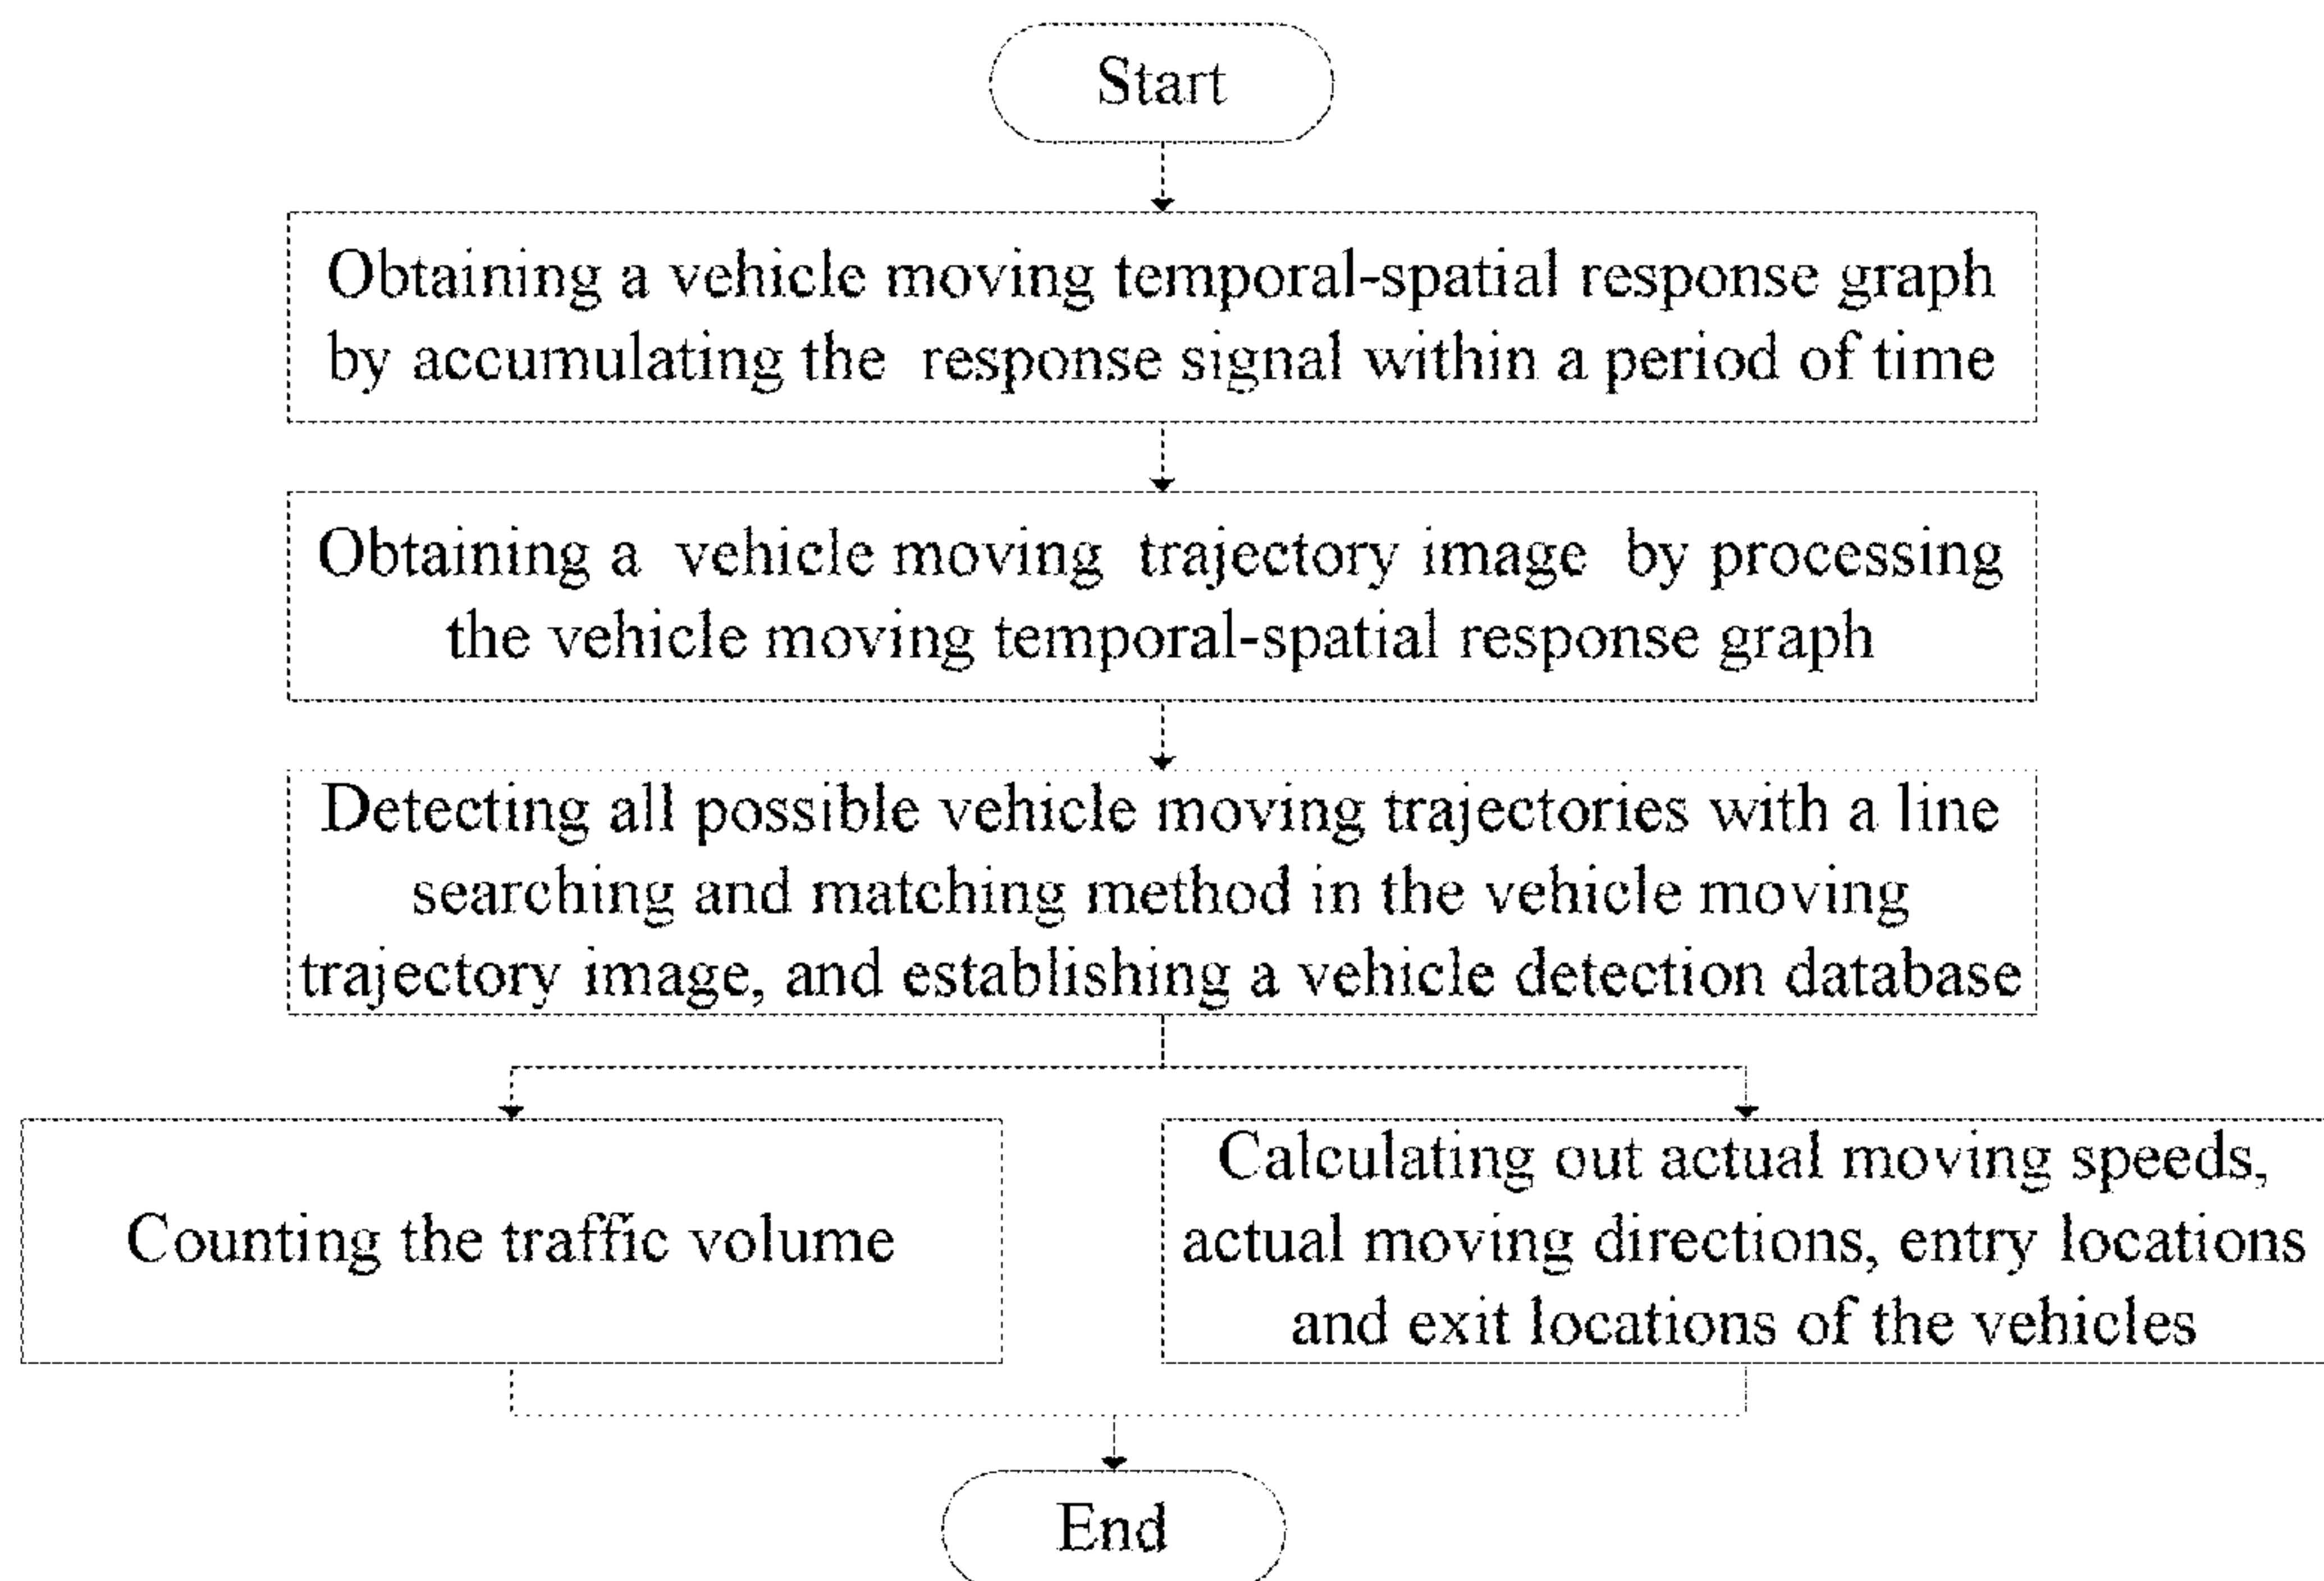 Start
Obtaining a vehicle moving temporal-spatial response graph
by accumulating the response signal within a period of time
Obtaining a vehicle moving trajectory image by processing
the vehicle moving temporal-spatial response graph
Detecting all possible vehicle moving trajectories with a line
searching and matching method in the vehicle moving
trajectory image, and establishing a vehicle detection database
Counting the traffic volume
Calculating out actual moving speeds,
actual moving directions, entry locations
and exit locations of the vehicles
End